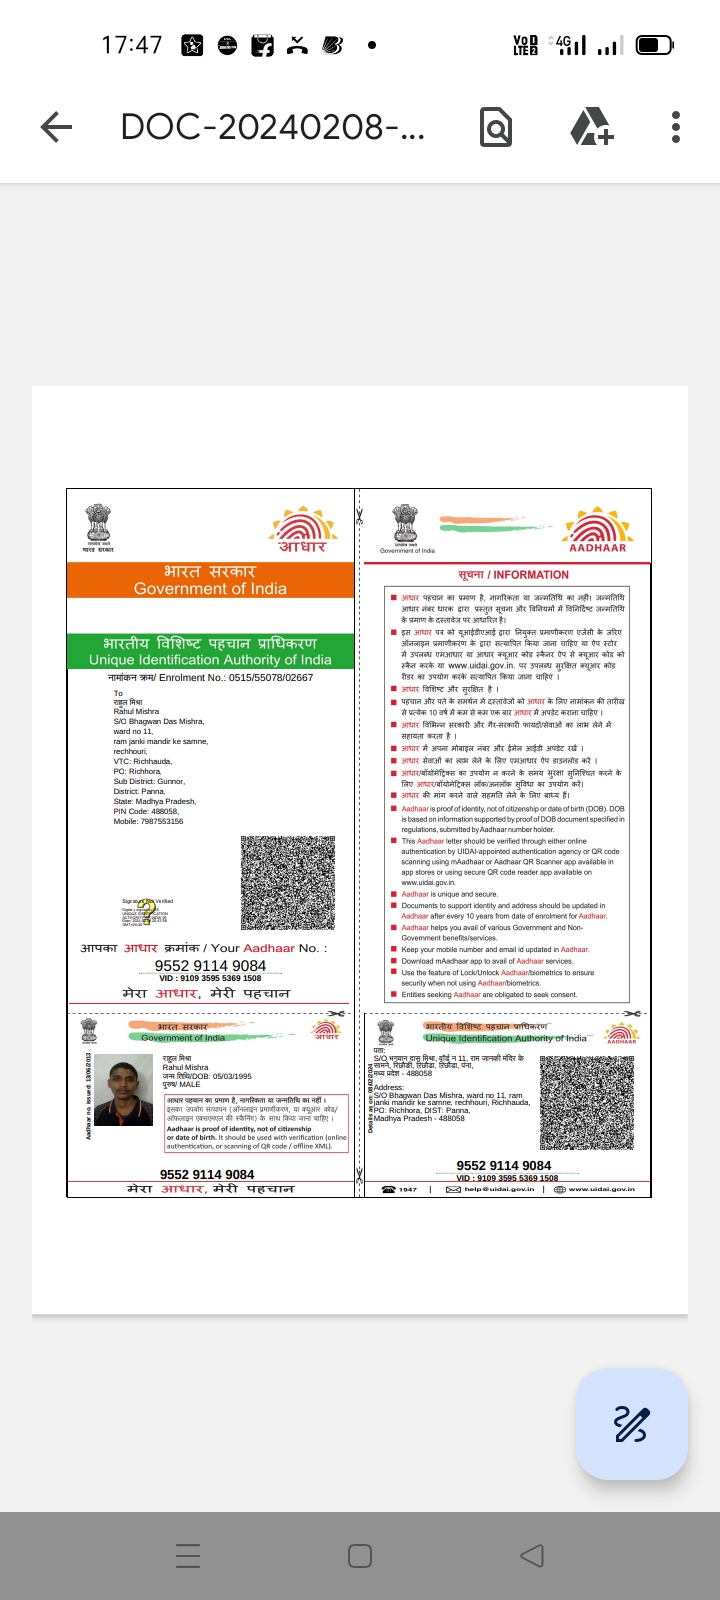 17:47
Vo 1
LTE 2
4G
DOC-20240208-...
भारत सरकार
आधार
भारत सरकार
Government of India
भारतीय विशिष्ट पहचान प्राधिकरण
Unique Identification Authority of India
नामांकन क्रम/ Enrolment No.: 0515/55078/02667
To
राहुल मिश्रा
Rahul Mishra
S/O Bhagwan Das Mishra,
ward no 11,
ram janki mandir ke samne,
rechhouri,
VTC: Richhauda,
PO: Richhora,
Sub District: Gunnor,
District: Panna,
State: Madhya Pradesh,
PIN Code: 488058,
Mobile: 7987553156
Signature Not Verified
आपका आधार क्रमांक / Your Aadhaar No. :
9552 9114 9084
VID : 9109 3595 5369 1508
मेरा आधार, मेरी पहचान
Government of India
AADHAAR
सूचना / INFORMATION
आधार पहचान का प्रमाण है, नागरिकता या जन्मतिथि का नहीं। जन्मतिथि
आधार नंबर धारक द्वारा प्रस्तुत सूचना और विनियमों में विनिर्दिष्ट जन्मतिथि
के प्रमाण के दस्तावेज पर आधारित है।
इस आधार पत्र को यूआईडीएआई द्वारा नियुक्त प्रमाणीकरण एजेंसी के जरिए
ऑनलाइन प्रमाणीकरण के द्वारा सत्यापित किया जाना चाहिए या ऐप स्टोर
में उपलब्ध एमआधार या आधार क्यूआर कोड स्कैनर ऐप से क्यूआर कोड को
स्कैन करके या www.uidai.gov.in. पर उपलब्ध सुरक्षित क्यूआर कोड
रीडर का उपयोग करके सत्यापित किया जाना चाहिए ।
आधार विशिष्ट और सुरक्षित है ।
पहचान और पते के समर्थन में दस्तावेजों को आधार के लिए नामांकन की तारीख
से प्रत्येक 10 वर्ष में कम से कम एक बार आधार में अपडेट कराना चाहिए ।
आधार विभिन्न सरकारी और गैर-सरकारी फायदों/सेवाओं का लाभ लेने में
सहायता करता है ।
आधार में अपना मोबाइल नंबर और ईमेल आईडी अपडेट रखें ।
आधार सेवाओं का लाभ लेने के लिए एमआधार ऐप डाउनलोड करें ।
आधार/बॉयोमेट्रिक्स का उपयोग न करने के समय सुरक्षा सुनिश्चित करने के
लिए आधार/बॉयोमेट्रिक्स लॉक/अनलॉक सुविधा का उपयोग करें।
आधार की मांग करने वाले सहमति लेने के लिए बाध्य हैं।
Aadhaar is proof of identity, not of citizenship or date of birth (DOB). DOB
is based on information supported by proof of DOB document specified in
regulations, submitted by Aadhaar number holder.
This Aadhaar letter should be verified through either online
authentication by UIDAI-appointed authentication agency or QR code
scanning using mAadhaar or Aadhaar QR Scanner app available in
app stores or using secure QR code reader app available on
www.uidai.gov.in.
Aadhaar is unique and secure.
Documents to support identity and address should be updated in
Aadhaar after every 10 years from date of enrolment for Aadhaar.
Aadhaar helps you avail of various Government and Non-
Government benefits/services.
Keep your mobile number and email id updated in Aadhaar.
Download mAadhaar app to avail of Aadhaar services.
Use the feature of Lock/Unlock Aadhaar/biometrics to ensure
security when not using Aadhaar/biometrics.
Entities seeking Aadhaar are obligated to seek consent.
भारत सरकार
Government of India
आधार
Aadhaar no. issued: 13/09/2013
राहुल मिश्रा
Rahul Mishra
जन्म तिथि/DOB: 05/03/1995
पुरुष/ MALE
आधार पहचान का प्रमाण है, नागरिकता या जन्मतिथि का नहीं ।
इसका उपयोग सत्यापन (ऑनलाइन प्रमाणीकरण, या क्यूआर कोड/
ऑफलाइन एक्सएमएल की स्कैनिंग) के साथ किया जाना चाहिए ।
Aadhaar is proof of identity, not of citizenship
or date of birth. It should be used with verification (online
authentication, or scanning of QR code / offline XML).
9552 9114 9084
मेरा आधार, मेरी पहचान
भारतीय विशिष्ट पहचान प्राधिकरण
Unique Identification Authority of India
AADHAAR
Details as on: 08/02/2024
पता:
S/O भगवान दास मिश्रा, वॉर्ड न 11, राम जानकी मंदिर के
सामने, रिछौडी, रिछौडा, रिछौडा, पन्ना,
मध्य प्रदेश - 488058
Address:
S/O Bhagwan Das Mishra, ward no 11, ram
janki mandir ke samne, rechhouri, Richhauda,
PO: Richhora, DIST: Panna,
Madhya Pradesh - 488058
9552 9114 9084
VID : 9109 3595 5369 1508
1947 | help@uidai.gov.in | www.uidai.gov.in